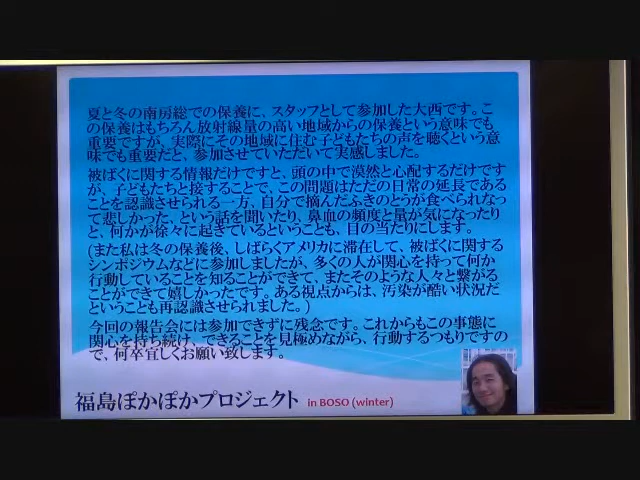 夏と冬の南房総での保養に、スタッフとして参加した大西です。こ
の保養はもちろん放射線量の高い地域からの保養という意味でも
重要ですが、実際にその地域に住む子どもたちの声を聴くという意
味でも重要だと、参加させていただいて実感しました。
被ばくに関する情報だけですと、頭の中で漠然と心配するだけです
が、子どもたちと接することで、この問題はただの日常の延長である
ことを認識させられる一方、自分で摘んだふきのとうが食べられなく
て悲しかった、という話を聞いたり、鼻血の頻度と量が気になったり
と、何かが徐々に起きているということも、目の当たりにします。
(また私は冬の保養後、しばらくアメリカに滞在して、被ばくに関する
シンポジウムなどに参加しましたが、多くの人が関心を持って何か
行動していることを知ることができて、またそのような人々と繋がる
ことができて嬉しかったです。ある視点からは、汚染が酷い状況だ
ということも再認識させられました。)
今回の報告会には参加できずに残念です。これからもこの事態に
関心を持ち続け、できることを見極めながら、行動するつもりですの
で、何卒宜しくお願い致します。
福島ぽかぽかプロジェクト in BOSO (winter)